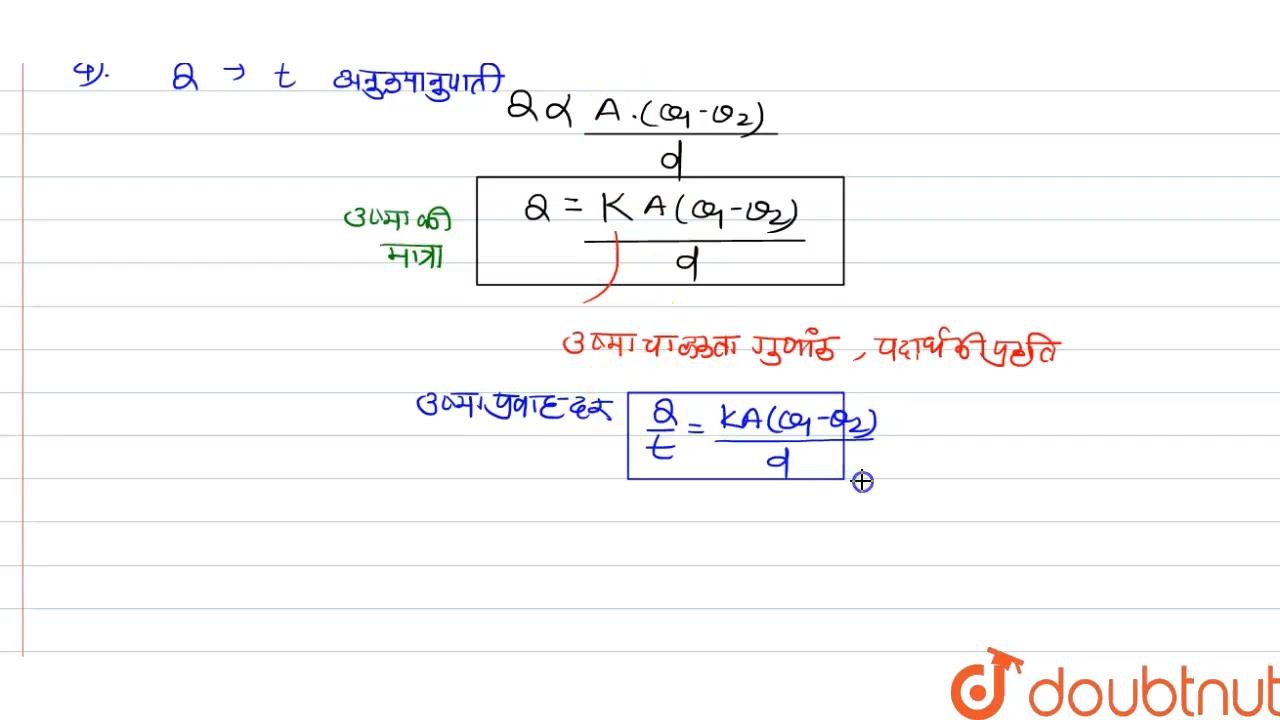 4). Q → t अनुक्रमानुपाती
Q ∝ A.(θ1-θ2)
d
ऊष्मा की Q = K A(θ1-θ2)
मात्रा d
ऊष्मा चालकता गुणांक, पदार्थ की प्रकृति
ऊष्मा प्रवाह दर Q/t = KA(θ1-θ2)
d
doubtnut